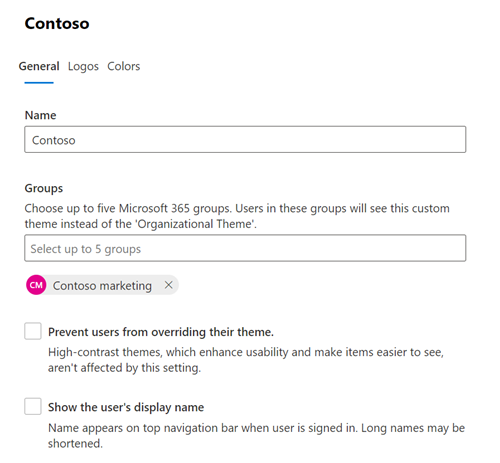 Contoso
General Logos Colors
Name
Contoso
Groups
Choose up to five Microsoft 365 groups. Users in these groups will see this custom
theme instead of the 'Organizational Theme'.
Select up to 5 groups
CM Contoso marketing
Prevent users from overriding their theme.
High-contrast themes, which enhance usability and make items easier to see,
aren't affected by this setting.
Show the user's display name
Name appears on top navigation bar when user is signed in. Long names may be
shortened.